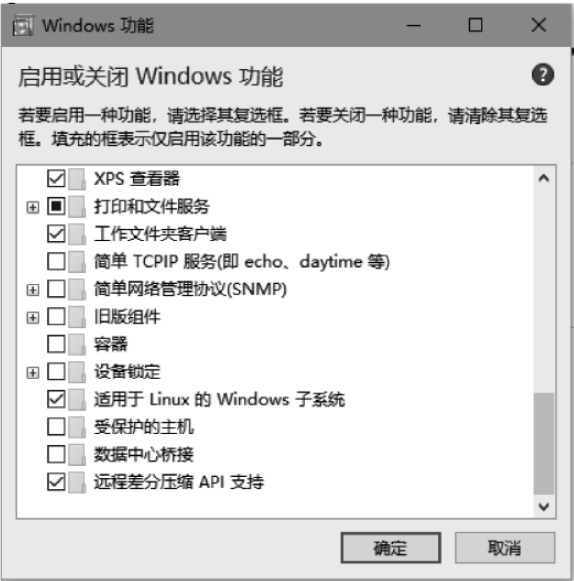 Windows 功能
启用或关闭 Windows 功能
若要启用一种功能，请选择其复选框。若要关闭一种功能，请清除其复选
框。填充的框表示仅启用该功能的一部分。
XPS 查看器
打印和文件服务
工作文件夹客户端
简单 TCPIP 服务(即 echo、daytime 等)
简单网络管理协议(SNMP)
旧版组件
容器
设备锁定
适用于 Linux 的 Windows 子系统
受保护的主机
数据中心桥接
远程差分压缩 API 支持
确定 取消